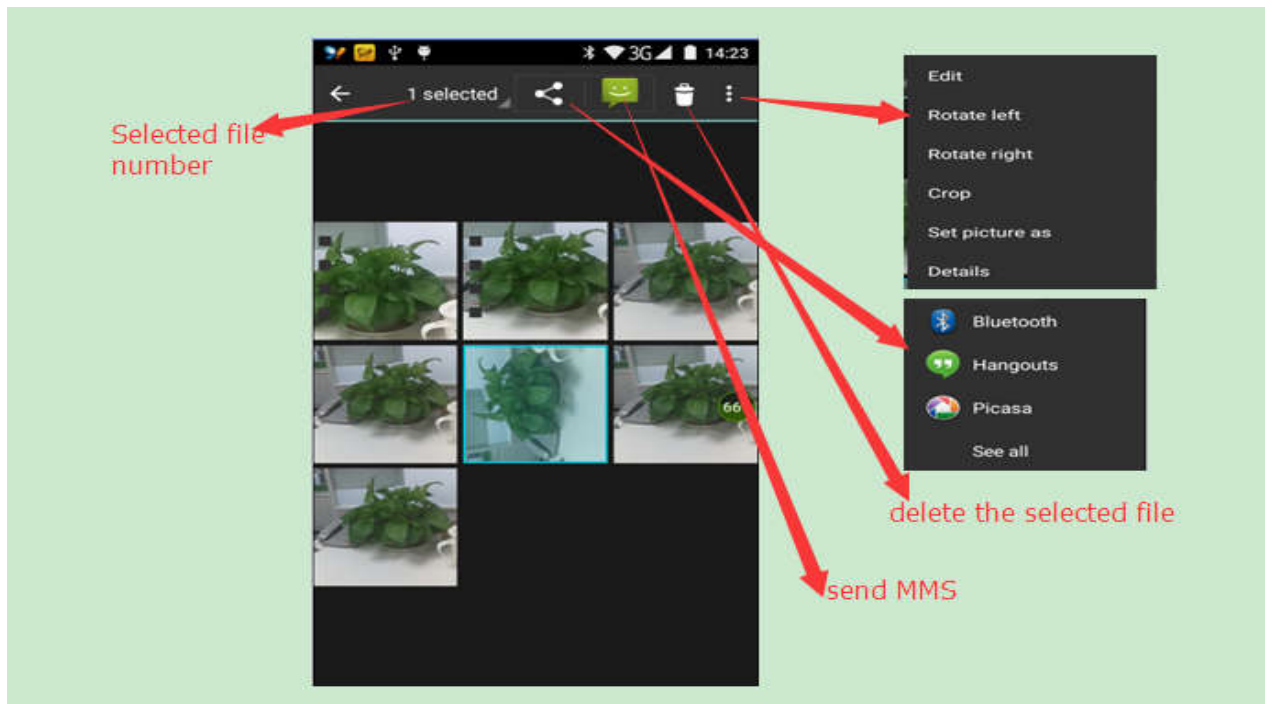 3G 14:23
1 selected
Selected file
number
66
Edit
Rotate left
Rotate right
Crop
Set picture as
Details
Bluetooth
Hangouts
Picasa
See all
delete the selected file
send MMS